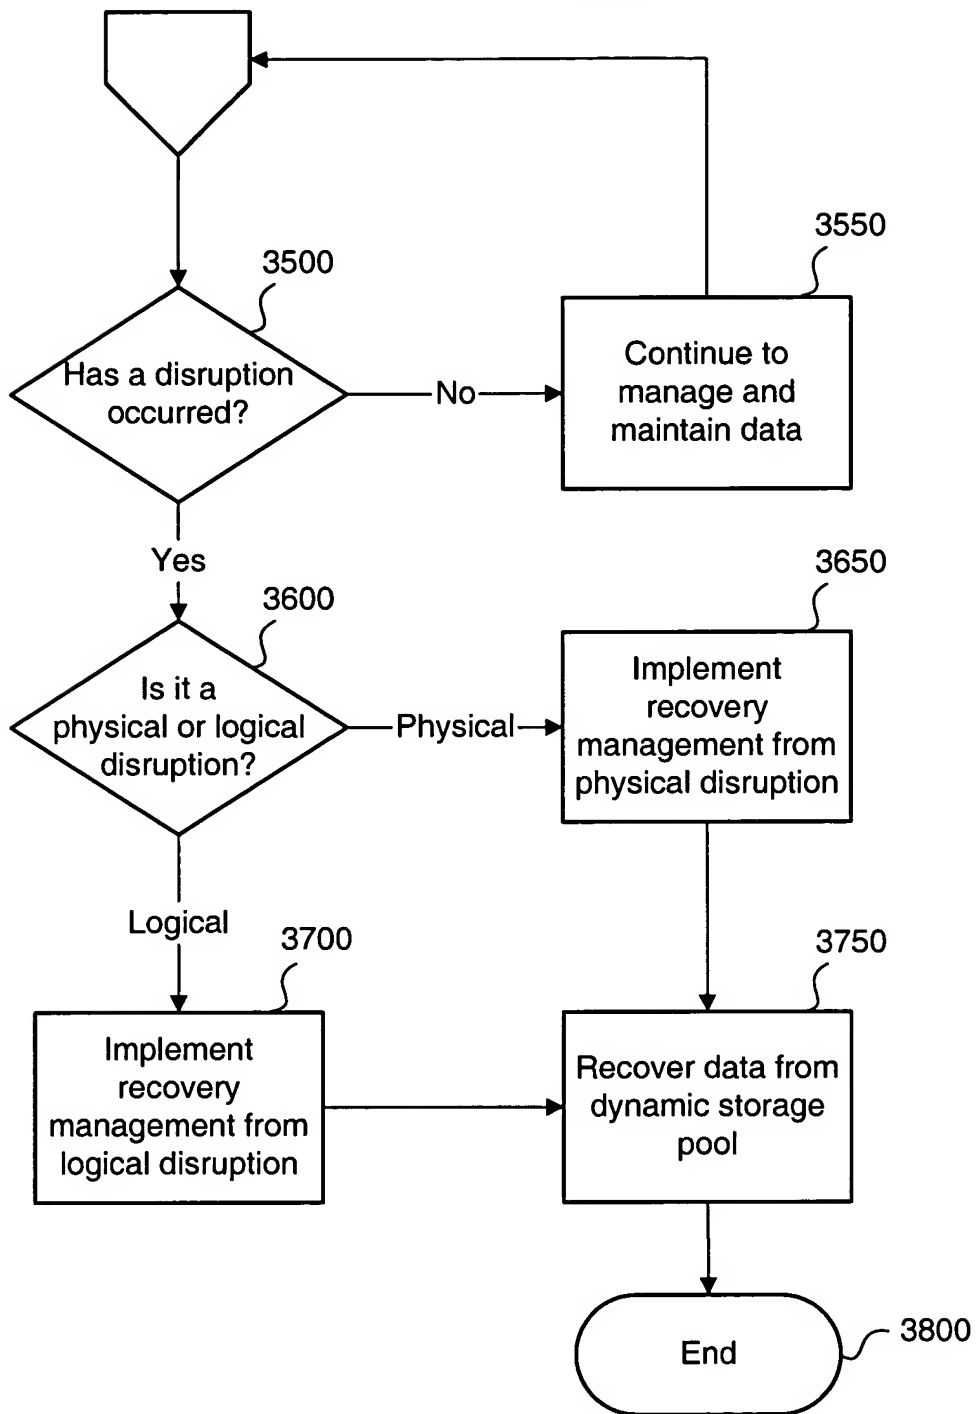 3550
3500
Has a disruption
occurred?
No
Continue to
manage and
maintain data
Yes
3650
3600
Is it a
physical or logical
disruption?
Physical
Implement
recovery
management from
physical disruption
Logical
3700
3750
Implement
recovery
management from
logical disruption
Recover data from
dynamic storage
pool
End
3800